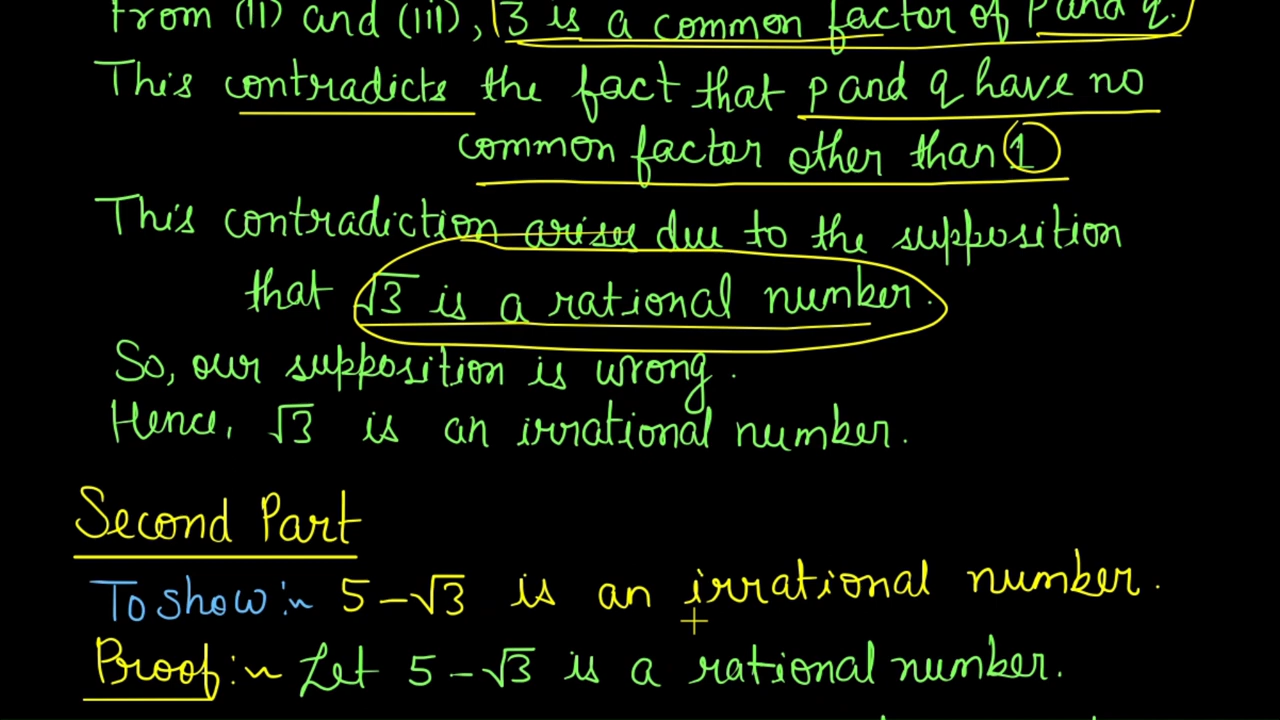 From (ii) and (iii), 3 is a common factor of p and q.
This contradicts the fact that p and q have no
common factor other than 1
This contradiction arises due to the supposition
that √3 is a rational number.
So, our supposition is wrong.
Hence, √3 is an irrational number.
Second Part
To show:~ 5-√3 is an irrational number.
Proof:~ Let 5-√3 is a rational number.